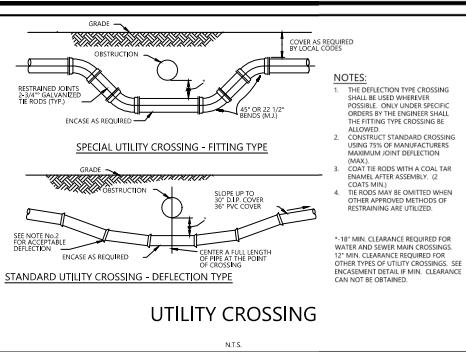 GRADE
COVER AS REQUIRED
BY LOCAL CODES
OBSTRUCTION
RESTRAINED JOINTS
2-3/4"° GALVANIZED
TIE RODS (TYP.)
*
45° OR 22 1/2°
BENDS (M.J.)
ENCASE AS REQUIRED
SPECIAL UTILITY CROSSING - FITTING TYPE
GRADE
OBSTRUCTION
SLOPE UP TO
30" D.I.P. COVER
36" PVC COVER
*
SEE NOTE No.2
FOR ACCEPTABLE
DEFLECTION
ENCASE AS REQUIRED
CENTER A FULL LENGTH
OF PIPE AT THE POINT
OF CROSSING
STANDARD UTILITY CROSSING - DEFLECTION TYPE
NOTES:
1. THE DEFLECTION TYPE CROSSING
SHALL BE USED WHEREVER
POSSIBLE. ONLY UNDER SPECIFIC
ORDERS BY THE ENGINEER SHALL
THE FITTING TYPE CROSSING BE
ALLOWED.
2. CONSTRUCT STANDARD CROSSING
USING 75% OF MANUFACTURERS
MAXIMUM JOINT DEFLECTION
(MAX.).
3. COAT TIE RODS WITH A COAL TAR
ENAMEL AFTER ASSEMBLY. (2
COATS MIN.)
4. TIE RODS MAY BE OMITTED WHEN
OTHER APPROVED METHODS OF
RESTRAINING ARE UTILIZED.
*-18" MIN. CLEARANCE REQUIRED FOR
WATER AND SEWER MAIN CROSSINGS.
12" MIN. CLEARANCE REQUIRED FOR
OTHER TYPES OF UTILITY CROSSINGS. SEE
ENCASEMENT DETAIL IF MIN. CLEARANCE
CAN NOT BE OBTAINED.
UTILITY CROSSING
N.T.S.